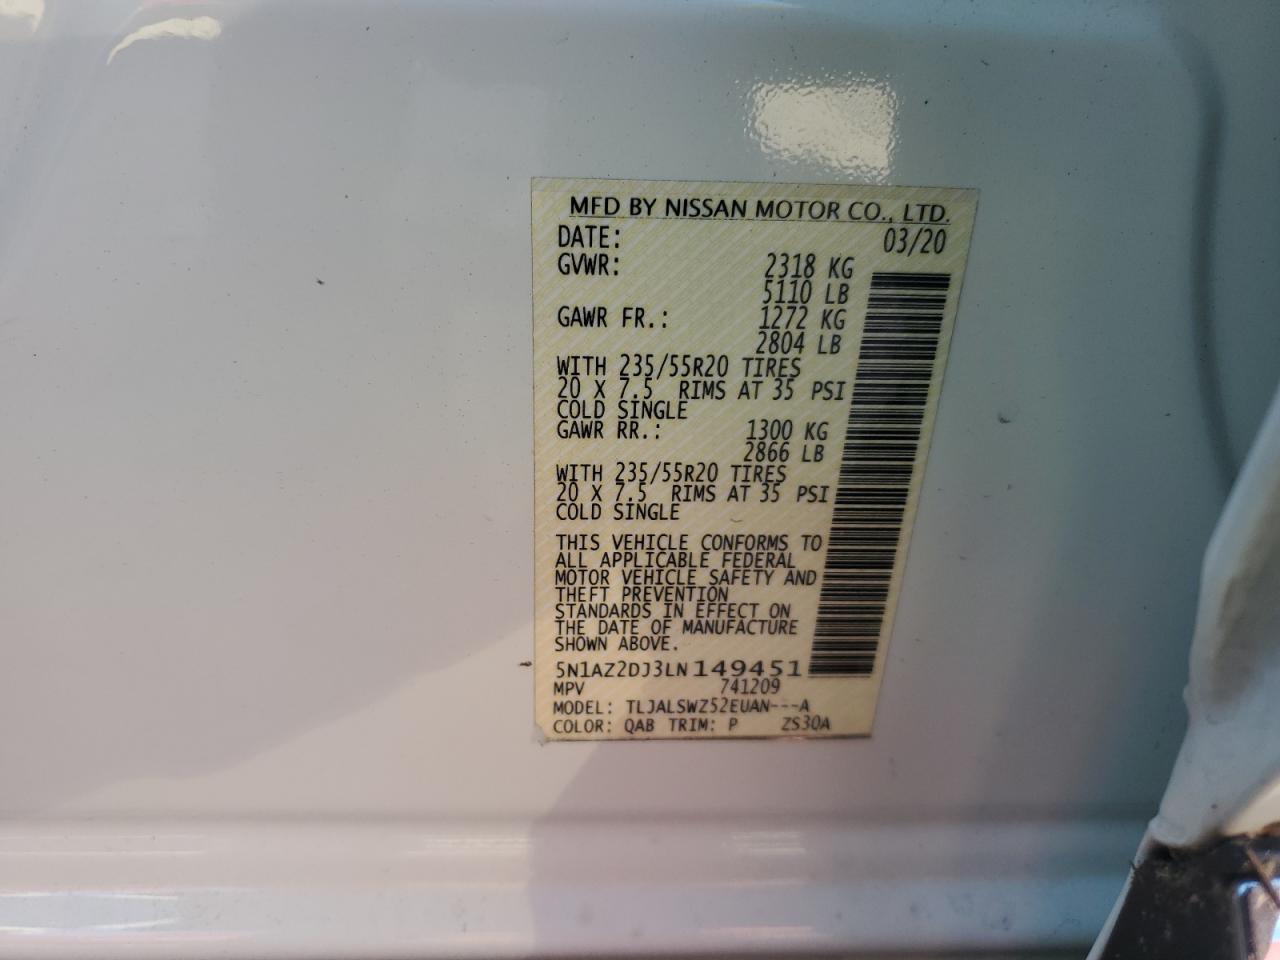 MFD BY NISSAN MOTOR CO., LTD.
DATE: 03/20
GVWR: 2318 KG
5110 LB
GAWR FR.: 1272 KG
2804 LB
WITH 235/55R20 TIRES
20 X 7.5 RIMS AT 35 PSI
COLD SINGLE
GAWR RR.: 1300 KG
2866 LB
WITH 235/55R20 TIRES
20 X 7.5 RIMS AT 35 PSI
COLD SINGLE
THIS VEHICLE CONFORMS TO
ALL APPLICABLE FEDERAL
MOTOR VEHICLE SAFETY AND
THEFT PREVENTION
STANDARDS IN EFFECT ON
THE DATE OF MANUFACTURE
SHOWN ABOVE.
5N1AZ2DJ3LN149451
MPV 741209
MODEL: TLJALSWZ52EUAN---A
COLOR: QAB TRIM: P ZS30A